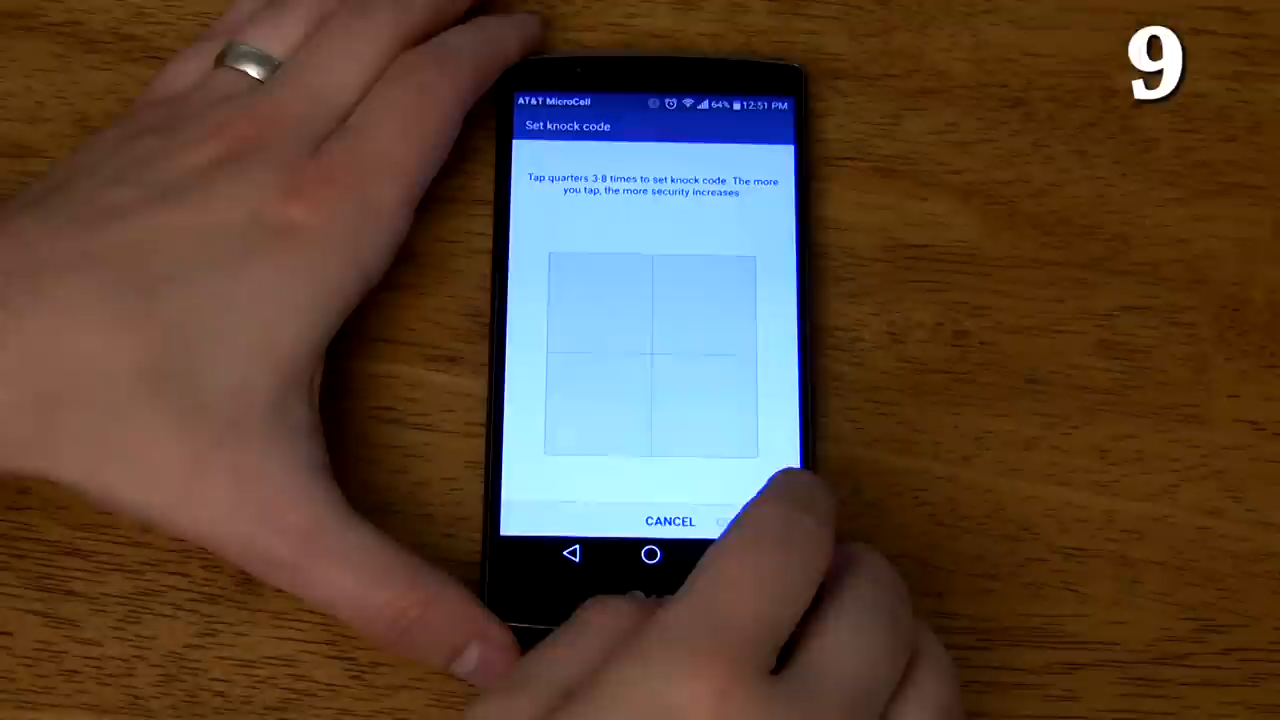 9
AT&T MicroCell
64% 12:51 PM
Set knock code
Tap quarters 3-8 times to set knock code. The more
you tap, the more security increases
CANCEL